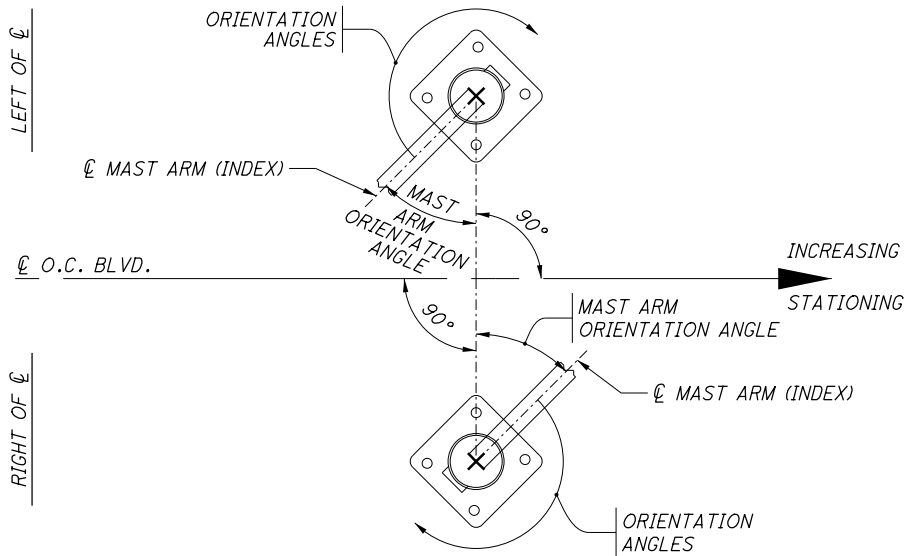 ORIENTATION
ANGLES
LEFT OF ℄
℄ MAST ARM (INDEX)
MAST
ARM
ORIENTATION
ANGLE
90°
℄ O.C. BLVD.
INCREASING
STATIONING
90°
MAST ARM
ORIENTATION ANGLE
RIGHT OF ℄
℄ MAST ARM (INDEX)
ORIENTATION
ANGLES